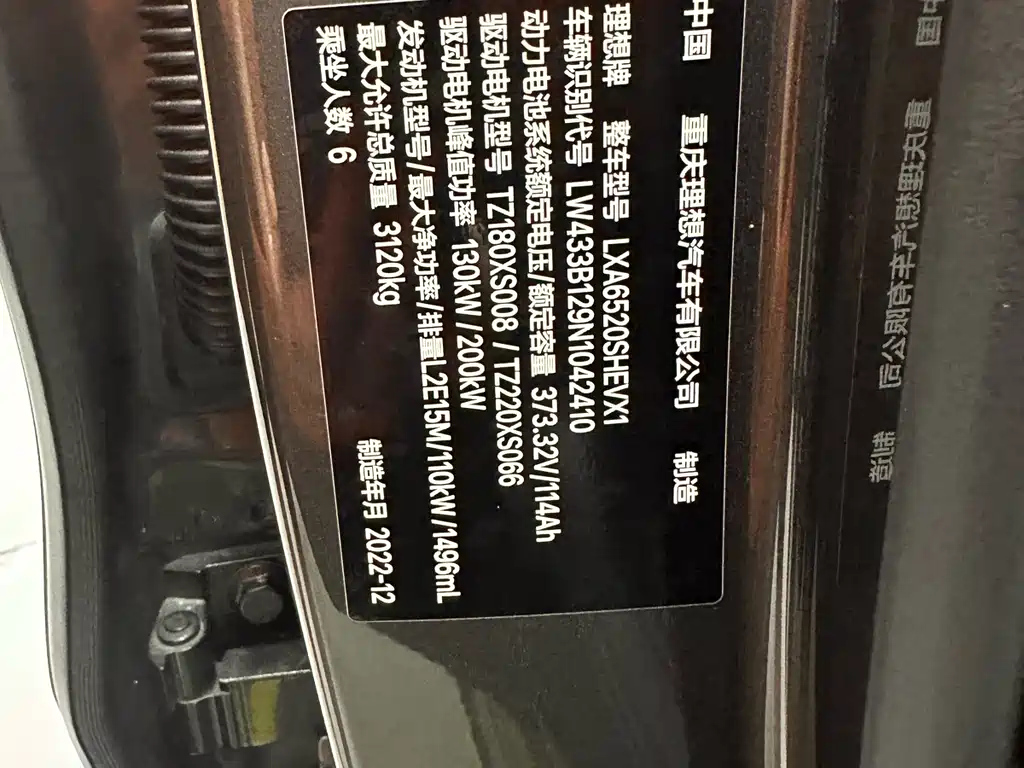 中国 重庆理想汽车有限公司 制造
理想牌 整车型号 LXA6520SHEVX1
车辆识别代号 LW433B129N1042410
动力电池系统额定电压/额定容量 373.32V/114Ah
驱动电机型号 TZ180XS008 / TZ220XS066
驱动电机峰值功率 130kW / 200kW
发动机型号/最大净功率/排量L2E15M/110kW/1496mL
最大允许总质量 3120kg 制造年月 2022-12
乘坐人数 6